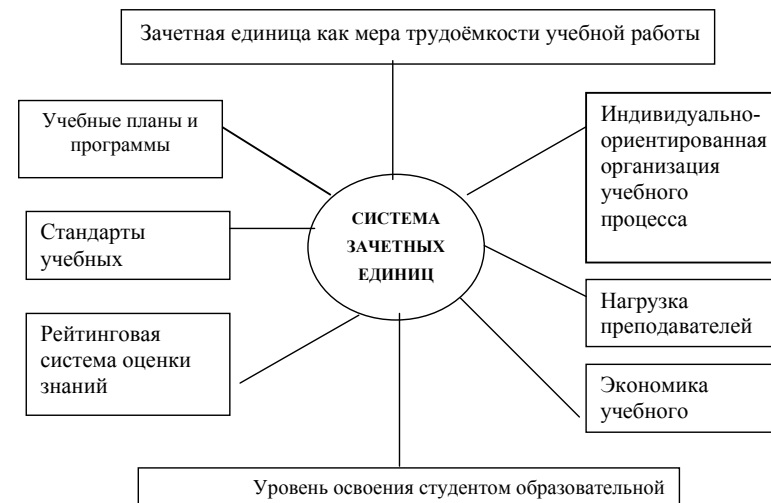 Зачетная единица как мера трудоёмкости учебной работы
Учебные планы и
программы
Стандарты
учебных
Рейтинговая
система оценки
знаний
СИСТЕМА
ЗАЧЕТНЫХ
ЕДИНИЦ
Индивидуально-
ориентированная
организация
учебного
процесса
Нагрузка
преподавателей
Экономика
учебного
Уровень освоения студентом образовательной